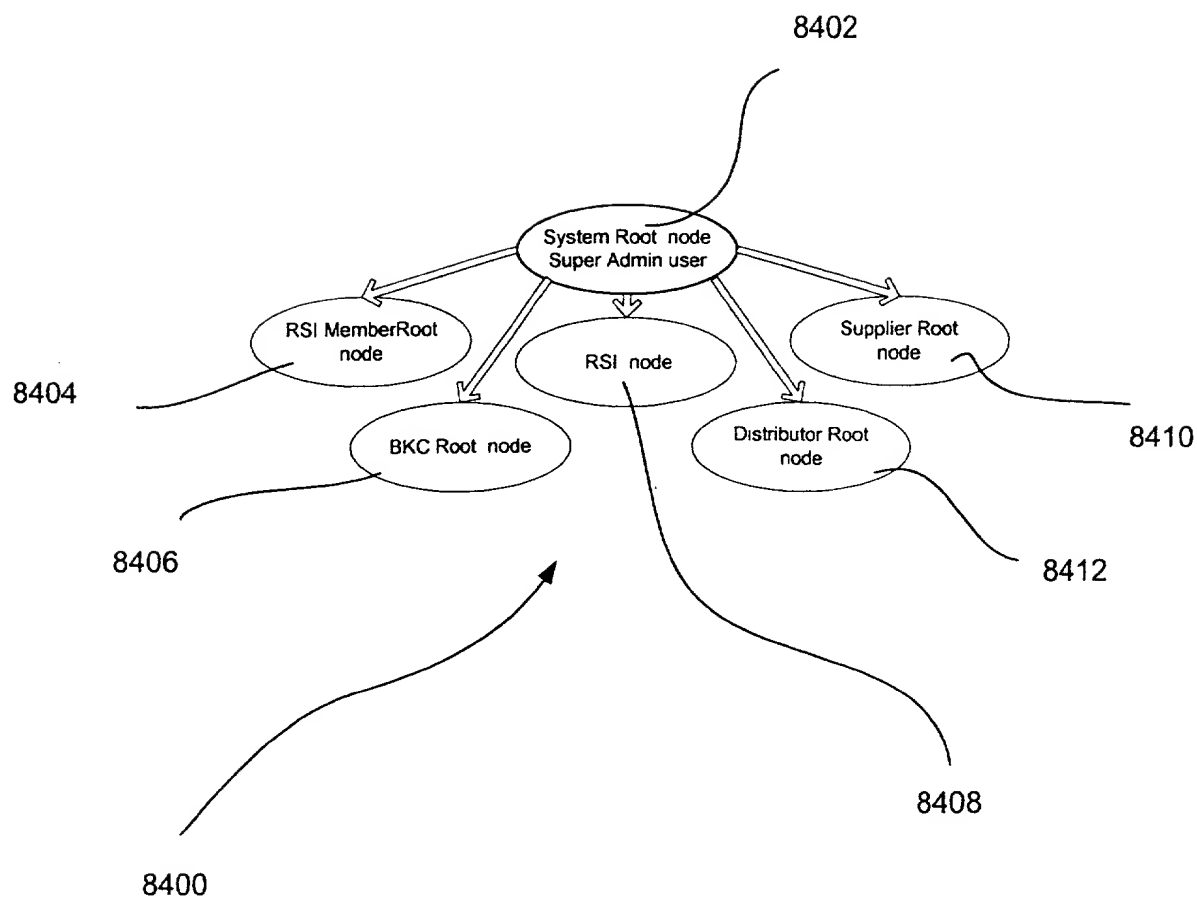 8402
System Root node
Super Admin user
RSI MemberRoot
node
Supplier Root
node
RSI node
8404
8410
BKC Root node
Distributor Root
node
8406
8412
8408
8400